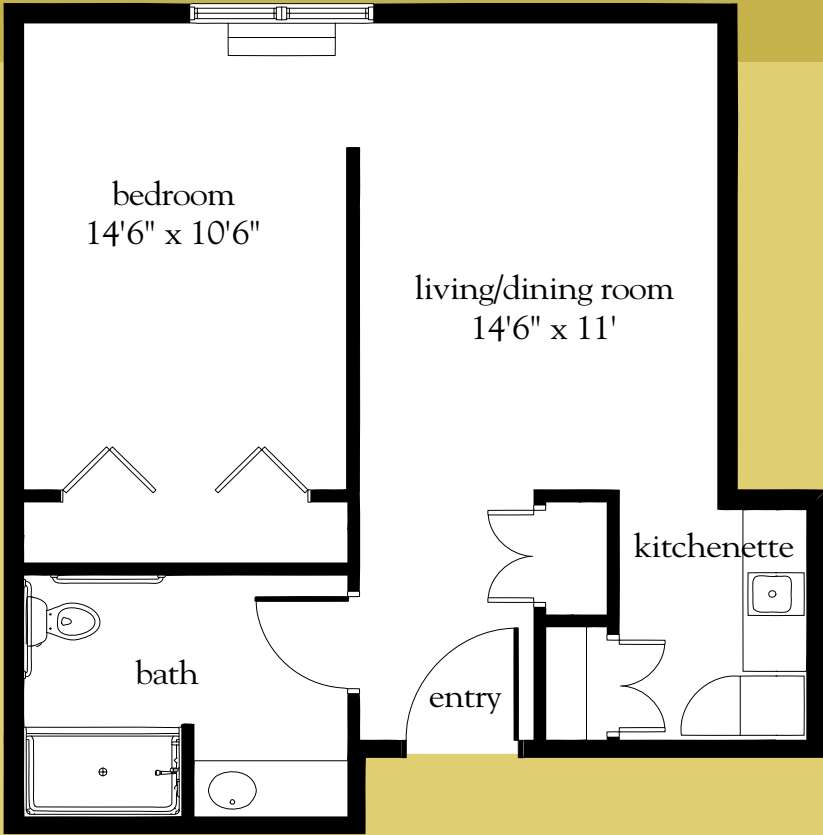 bedroom
14'6" x 10'6"
living/dining room
14'6" x 11'
kitchenette
bath
entry